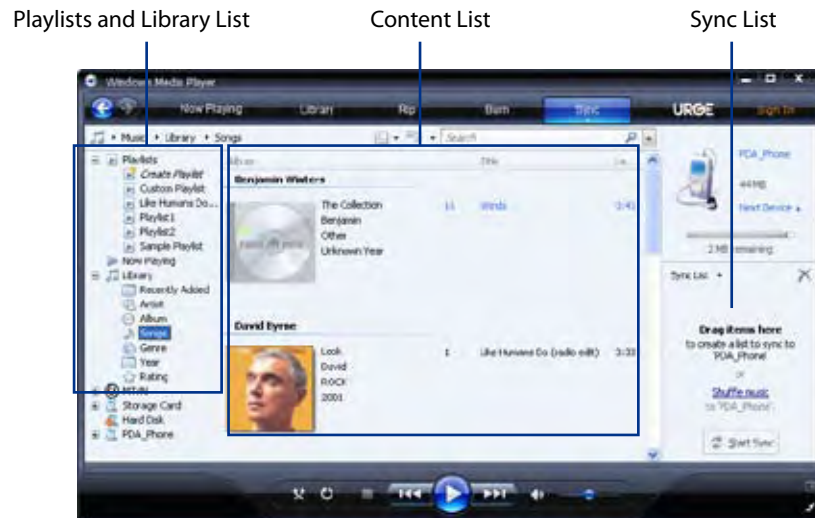 Playlists and Library List Content List Sync List
Windows Media Player
Now Playing Library Rip Burn Sync URGE Sign In
Music Library Songs Search
Playlists
Create Playlist
Custom Playlist
Like Humans Do...
Playlist1
Playlist2
Sample Playlist
Now Playing
Library
Recently Added
Artist
Album
Songs
Genre
Year
Rating
MTVN
Storage Card
Hard Disk
PDA_Phone
Album Title
Benjamin Winters
The Collection 11 Winds 3:41
Benjamin
Other
Unknown Year
David Byrne
Look 1 Like Humans Do (radio edit) 3:33
David
ROCK
2001
PDA_Phone
Next Device
2 MB remaining
Sync List
Drag items here
to create a list to sync to
'PDA_Phone'
or
Shuffle music
to 'PDA_Phone'.
Start Sync